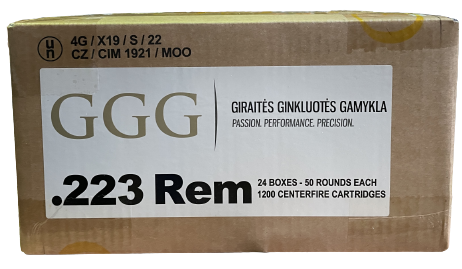 un
4G / X19 / S / 22
CZ / CIM 1921 / MOO
GGG
GIRAITĖS GINKLUOTĖS GAMYKLA
PASSION. PERFORMANCE. PRECISION.
.223 Rem
24 BOXES - 50 ROUNDS EACH
1200 CENTERFIRE CARTRIDGES